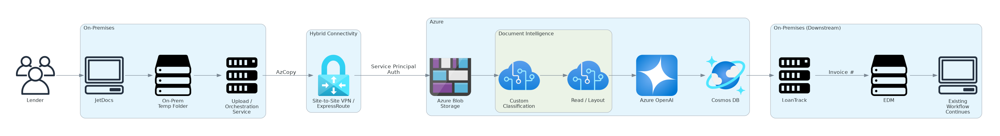 Azure
On-Premises
On-Premises (Downstream)
Hybrid Connectivity
Document Intelligence
Service Principal
Auth
AzCopy
Invoice #
Lender
JetDocs
On-Prem
Temp Folder
Upload /
Orchestration
Service
Site-to-Site VPN /
ExpressRoute
Azure Blob
Storage
Custom
Classification
Read / Layout
Azure OpenAI
Cosmos DB
LoanTrack
EDM
Existing
Workflow
Continues